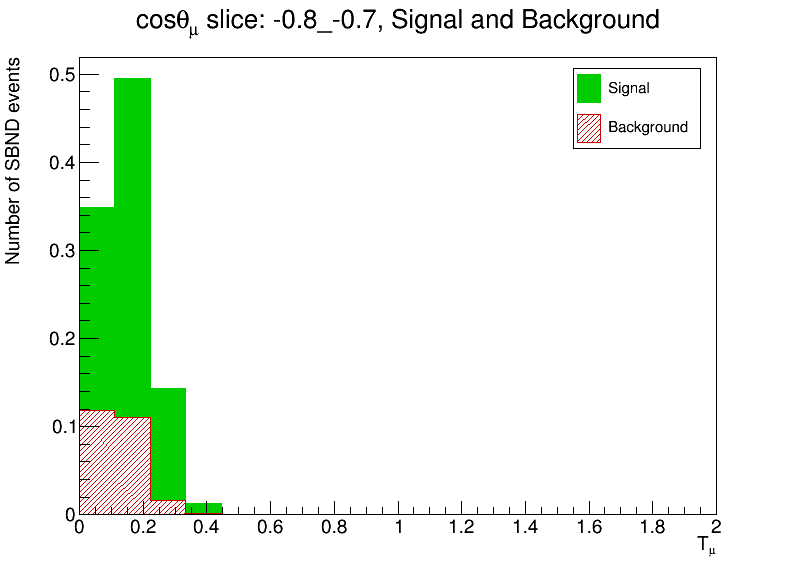 cosθμ slice: -0.8_-0.7, Signal and Background
Number of SBND events
Signal
Background
0.5
0.4
0.3
0.2
0.1
0
0 0.2 0.4 0.6 0.8 1 1.2 1.4 1.6 1.8 2
Tμ